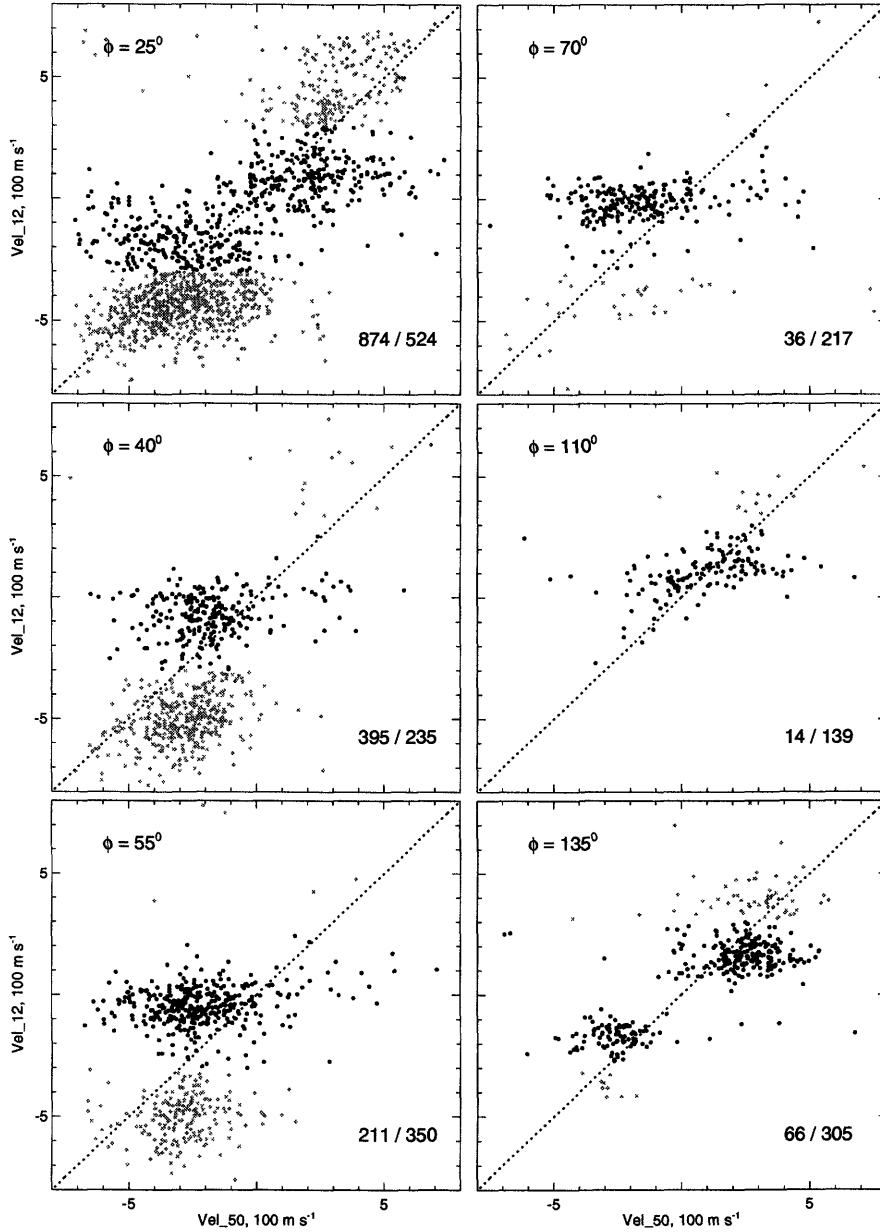 ϕ = 25⁰
5
-5
874 / 524
Vel_12, 100 m s⁻¹
ϕ = 70⁰
36 / 217
ϕ = 40⁰
5
-5
395 / 235
Vel_12, 100 m s⁻¹
ϕ = 110⁰
14 / 139
ϕ = 55⁰
5
-5
211 / 350
Vel_12, 100 m s⁻¹
-5
5
Vel_50, 100 m s⁻¹
ϕ = 135⁰
66 / 305
-5
5
Vel_50, 100 m s⁻¹